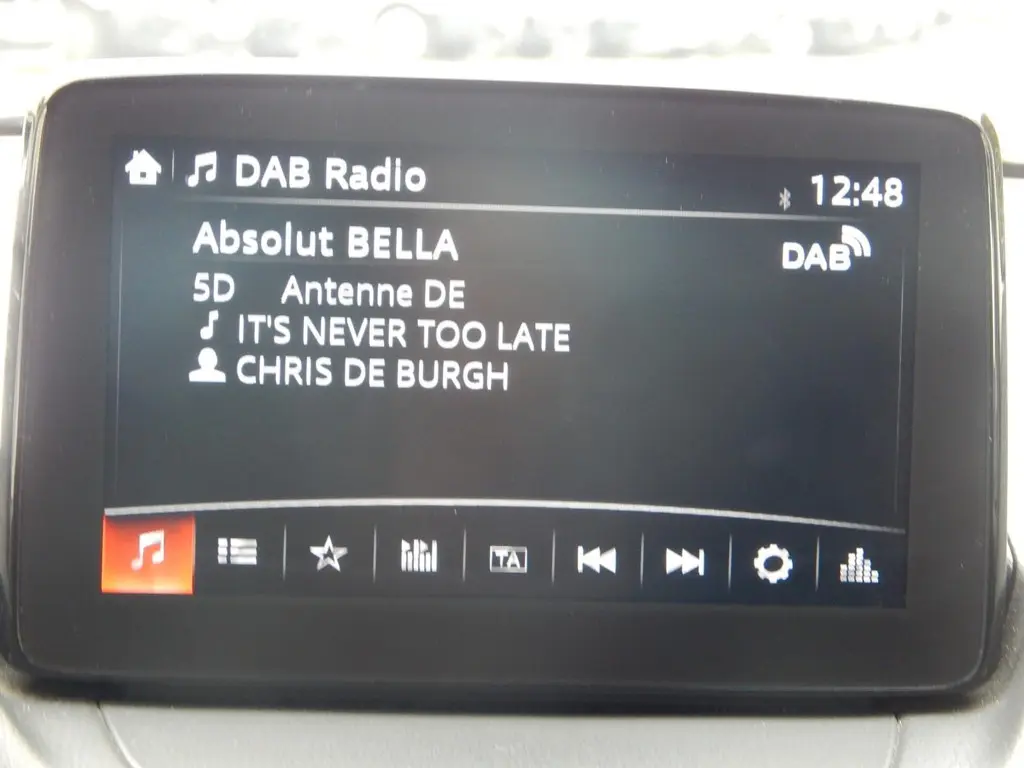 DAB Radio
12:48
Absolut BELLA
DAB
5D Antenne DE
IT'S NEVER TOO LATE
CHRIS DE BURGH
TA